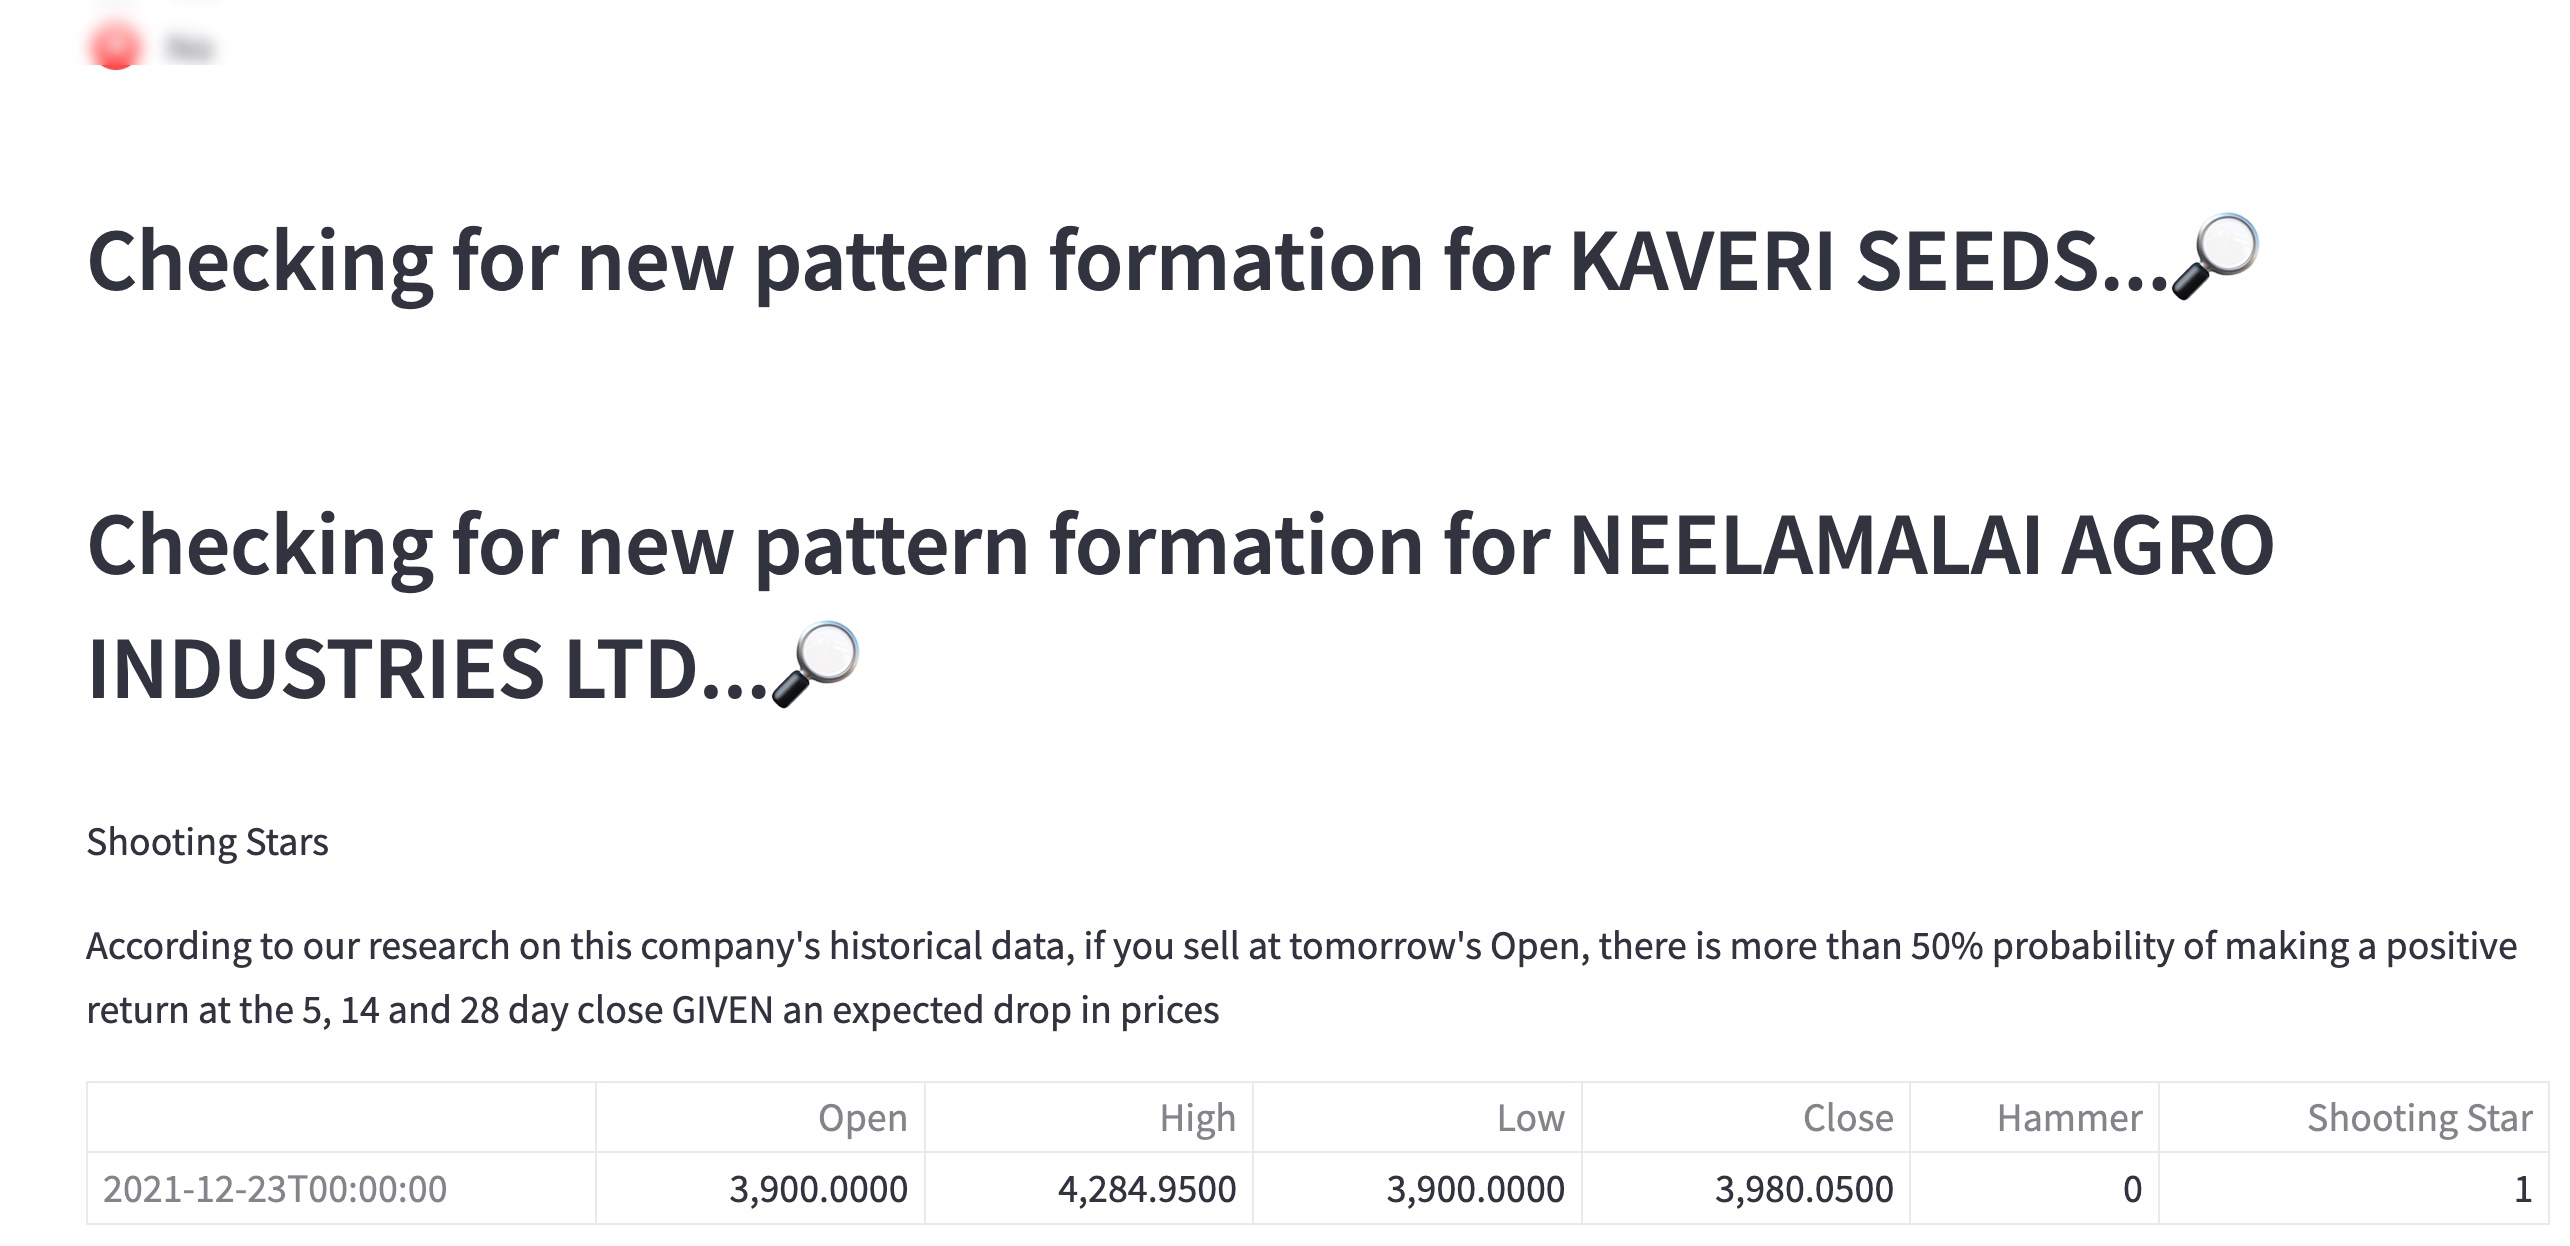 Checking for new pattern formation for KAVERI SEEDS...🔎
Checking for new pattern formation for NEELAMALAI AGRO
INDUSTRIES LTD...🔎
Shooting Stars
According to our research on this company's historical data, if you sell at tomorrow's Open, there is more than 50% probability of making a positive
return at the 5, 14 and 28 day close GIVEN an expected drop in prices
Open High Low Close Hammer Shooting Star
2021-12-23T00:00:00 3,900.0000 4,284.9500 3,900.0000 3,980.0500 0 1